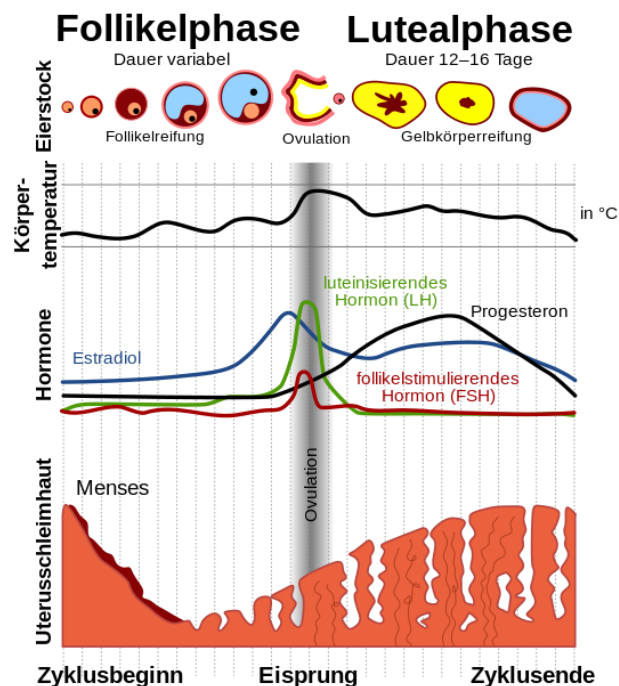 Follikelphase
Lutealphase
Dauer variabel
Dauer 12–16 Tage
Eierstock
Follikelreifung
Ovulation
Gelbkörperreifung
Körper-
temperatur
in °C
Hormone
luteinisierendes
Hormon (LH)
Progesteron
Estradiol
follikelstimulierendes
Hormon (FSH)
Ovulation
Uterusschleimhaut
Menses
Zyklusbeginn
Eisprung
Zyklusende